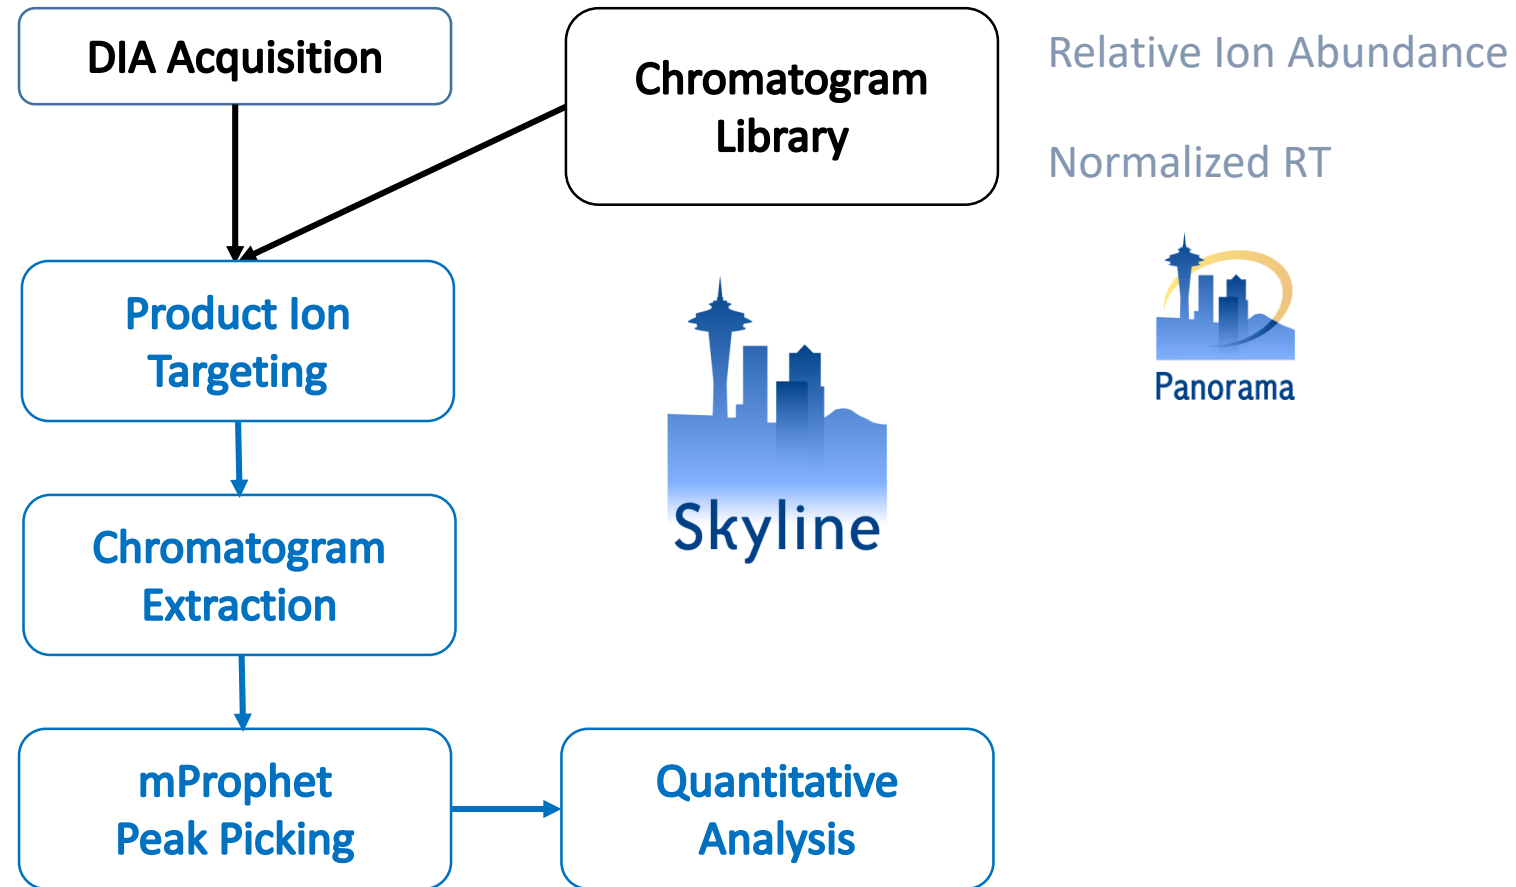 DIA Acquisition
Chromatogram
Library
Relative Ion Abundance
Normalized RT
Product Ion
Targeting
Panorama
Skyline
Chromatogram
Extraction
mProphet
Peak Picking
Quantitative
Analysis